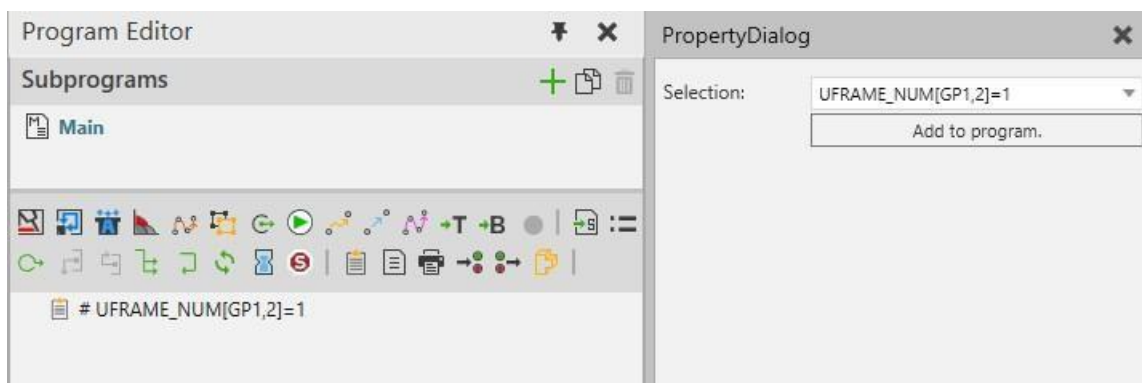 Program Editor
Subprograms
Main
# UFRAME_NUM[GP1,2]=1
PropertyDialog
Selection:
UFRAME_NUM[GP1,2]=1
Add to program.